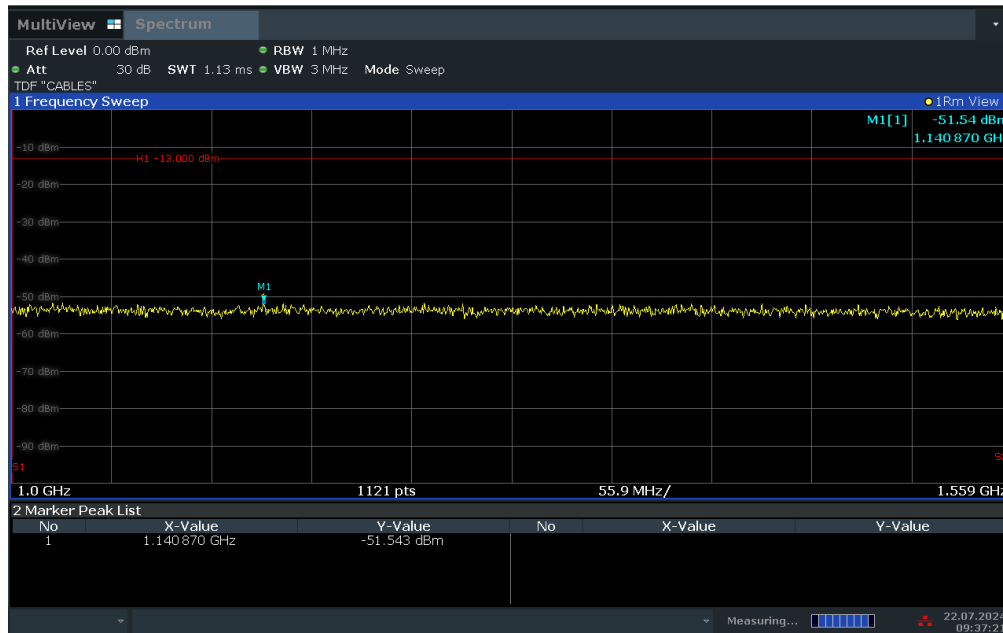 MultiView Spectrum
Ref Level 0.00 dBm RBW 1 MHz
Att 30 dB SWT 1.13 ms VBW 3 MHz Mode Sweep
TDF "CABLES"
1 Frequency Sweep 1Rm View
M1[1] -51.54 dBm
1.140 870 GH
-10 dBm
H1 -13.000 dBm
-20 dBm
-30 dBm
-40 dBm
M1
-50 dBm
-60 dBm
-70 dBm
-80 dBm
-90 dBm
S1
1.0 GHz 1121 pts 55.9 MHz/ 1.559 GHz
2 Marker Peak List
No X-Value Y-Value No X-Value Y-Value
1 1.140 870 GHz -51.543 dBm
Measuring... 22.07.2024
09:37:21